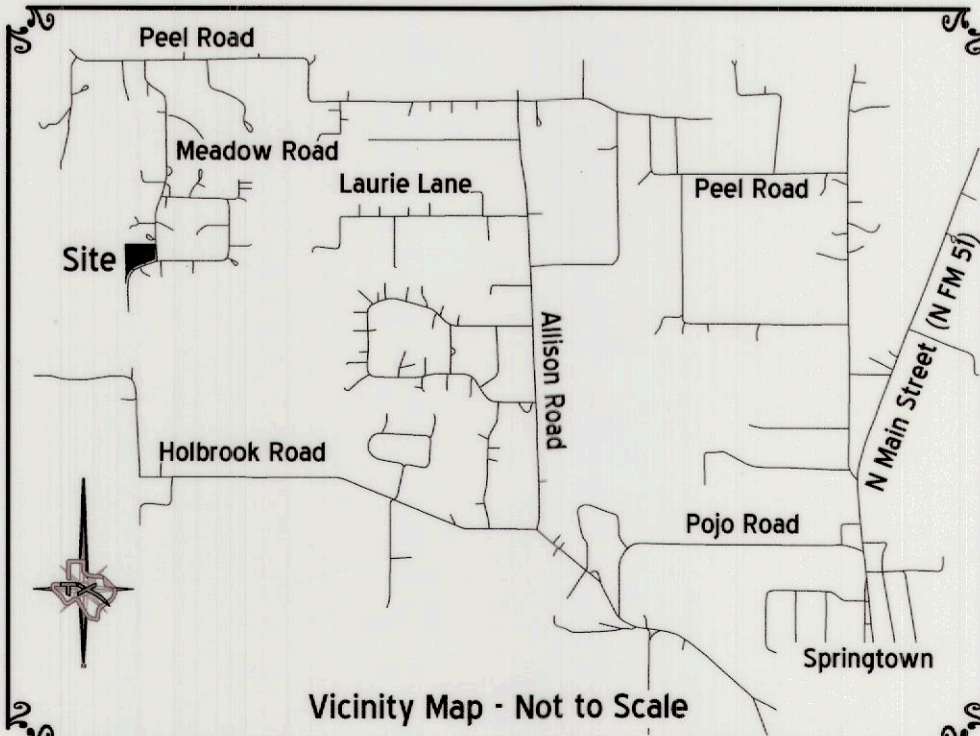 Peel Road
Meadow Road
Laurie Lane
Peel Road
Site
N Main Street (N FM 51)
Allison Road
Holbrook Road
Pojo Road
TX
Springtown
Vicinity Map - Not to Scale